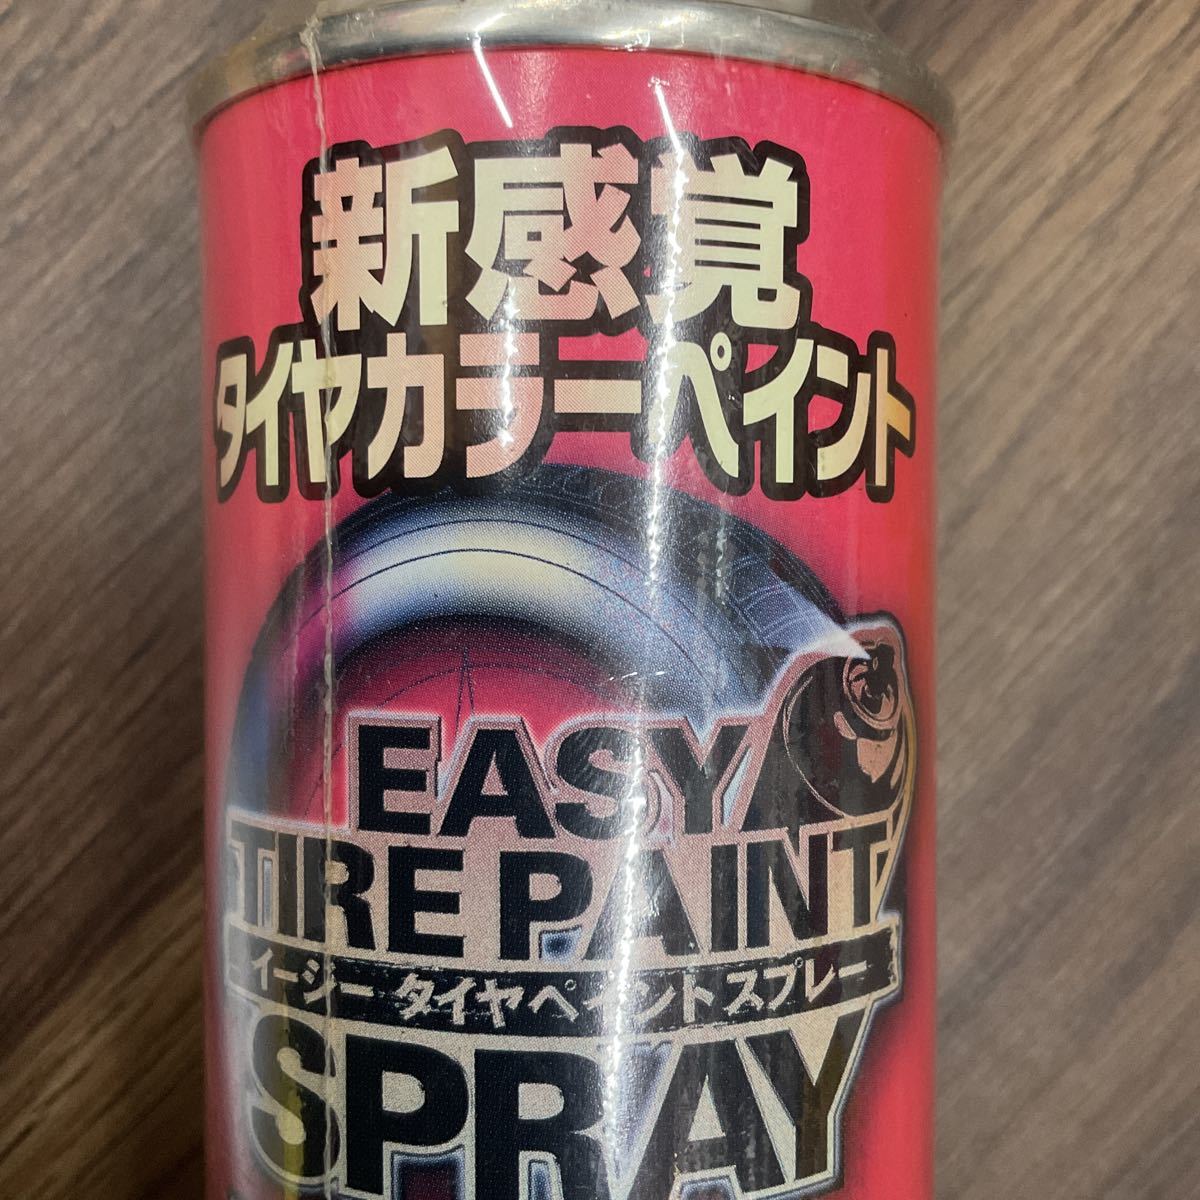 新感覚
タイヤカラーペイント
EASY
TIRE PAINT
イージー タイヤペイントスプレー
SPRAY